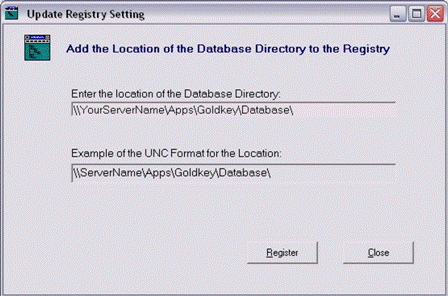 Update Registry Setting
Add the Location of the Database Directory to the Registry
Enter the location of the Database Directory:
\\YourServerName\Apps\Goldkey\Database\
Example of the UNC Format for the Location:
\\ServerName\Apps\Goldkey\Database\
Register
Close